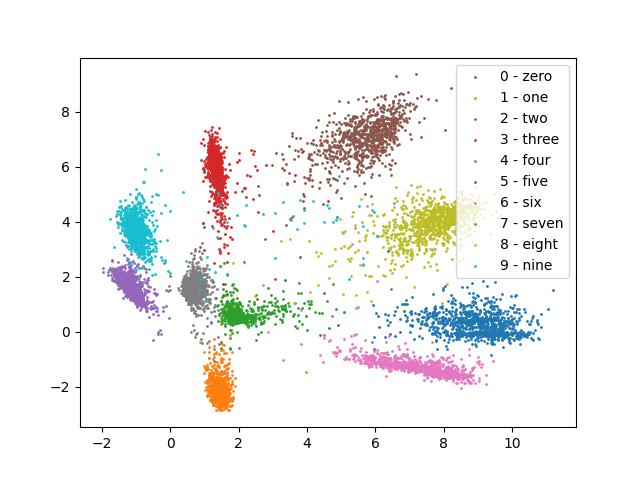 0 - zero
1 - one
2 - two
3 - three
4 - four
5 - five
6 - six
7 - seven
8 - eight
9 - nine
8
6
4
2
0
−2
−2 0 2 4 6 8 10